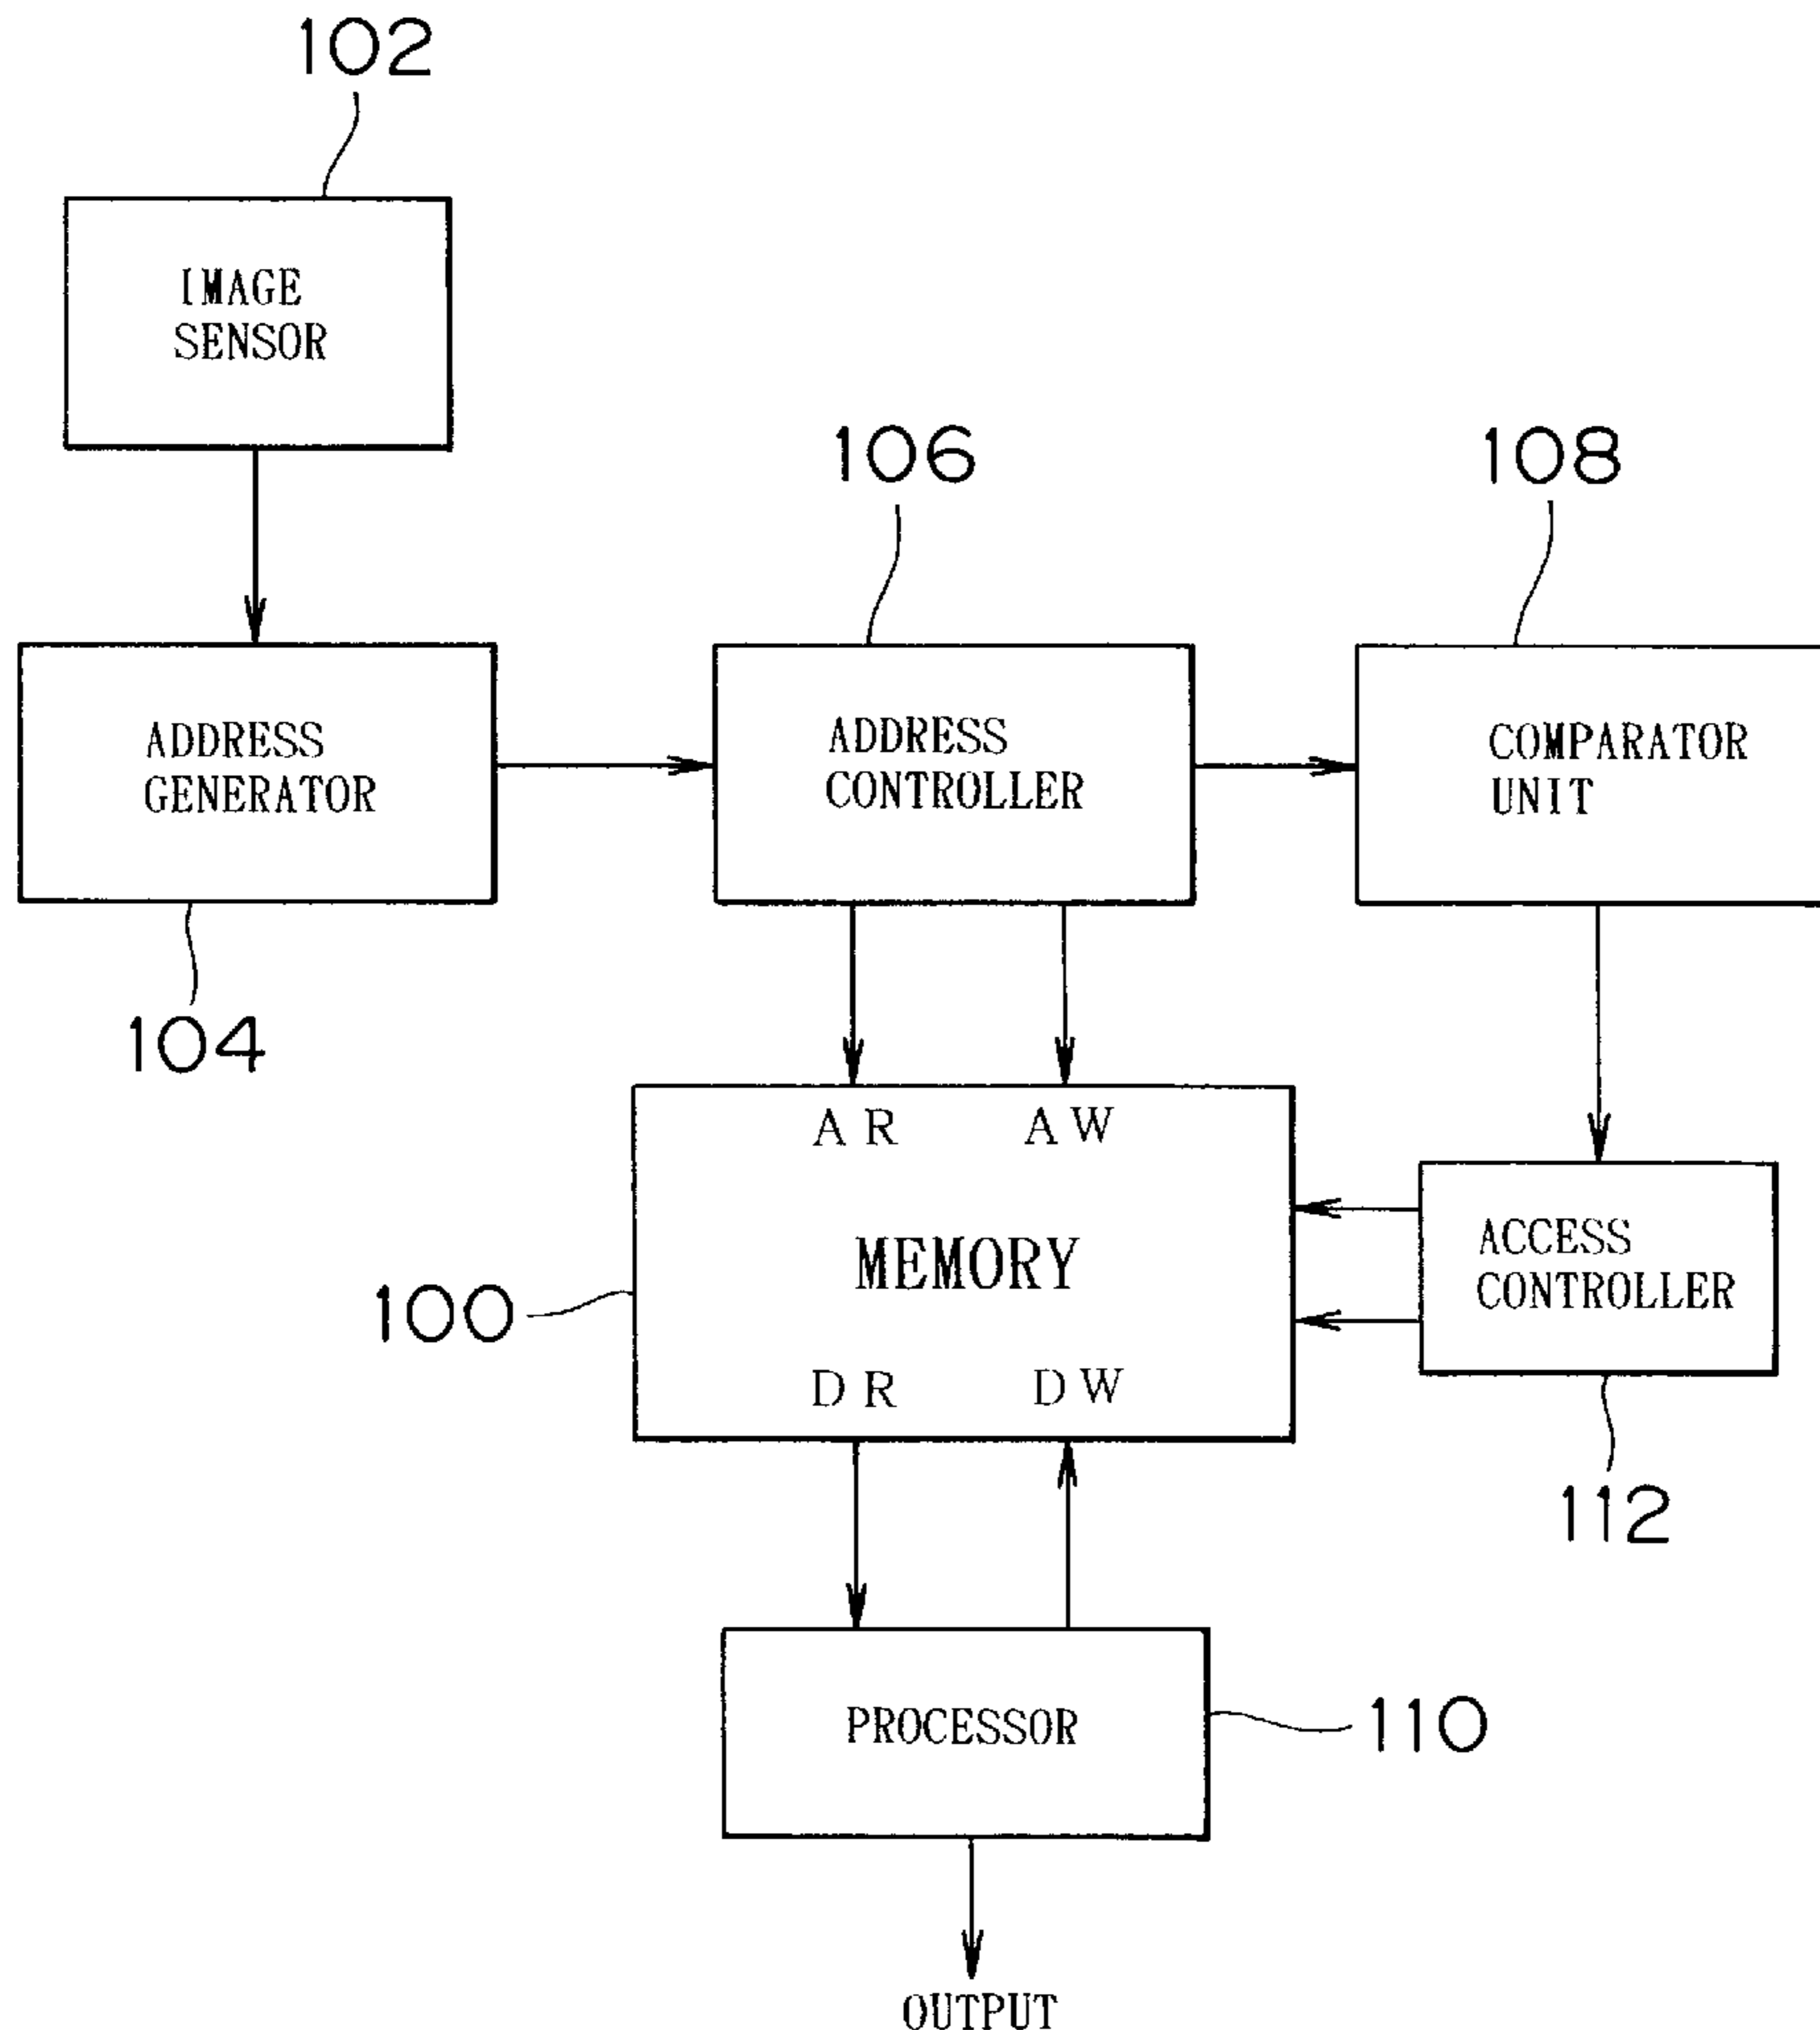 102
IMAGE
SENSOR
106
108
ADDRESS
GENERATOR
ADDRESS
CONTROLLER
COMPARATOR
UNIT
104
AR AW
MEMORY
ACCESS
CONTROLLER
100
DR DW
112
PROCESSOR
110
OUTPUT